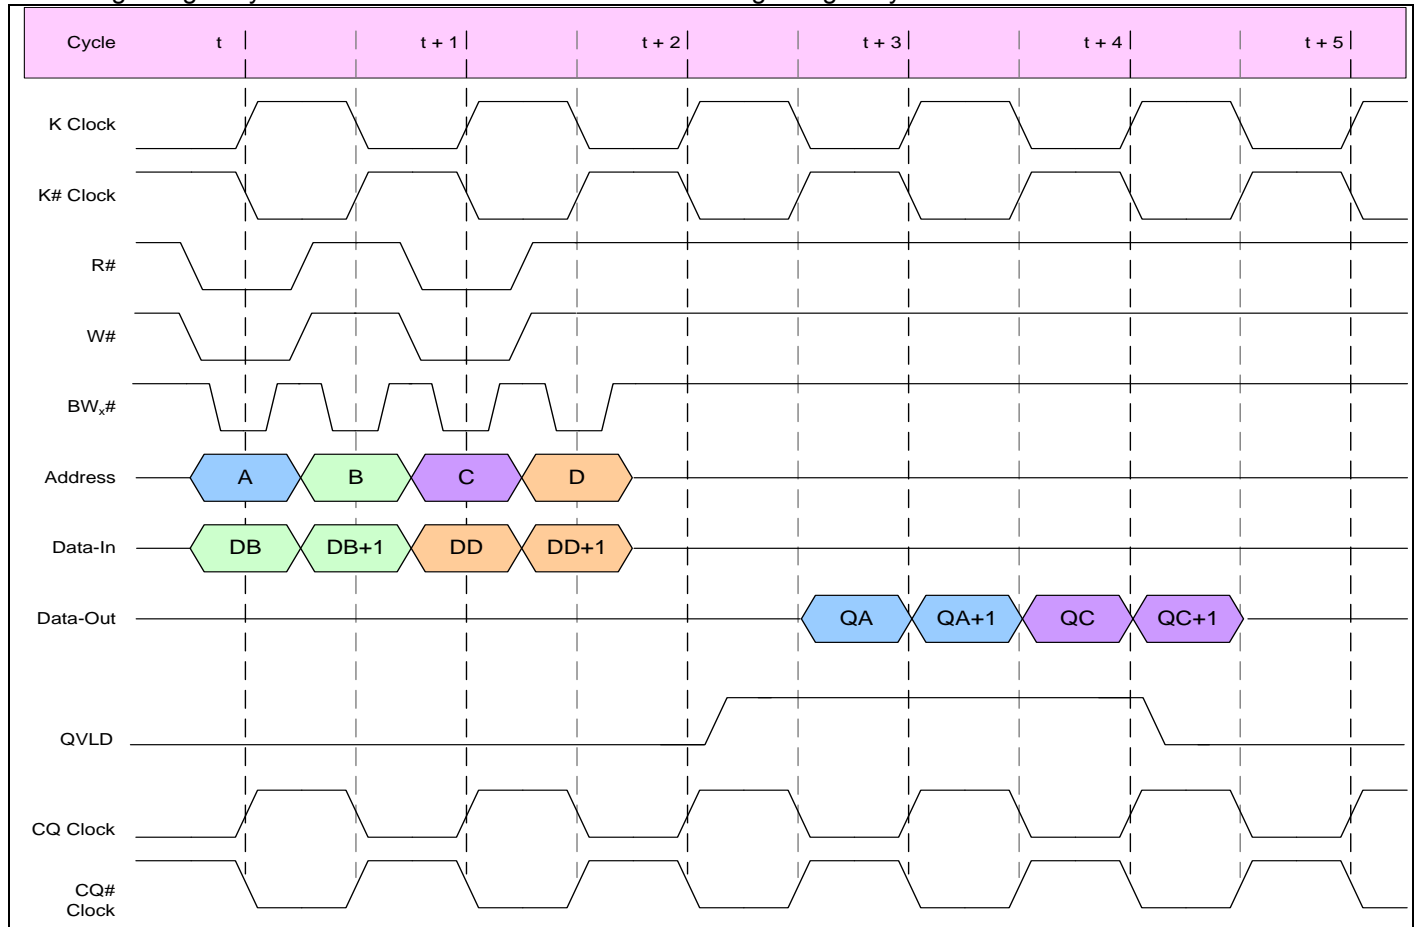 Cycle t t + 1 t + 2 t + 3 t + 4 t + 5
K Clock
K# Clock
R#
W#
BWx#
Address A B C D
Data-In DB DB+1 DD DD+1
Data-Out QA QA+1 QC QC+1
QVLD
CQ Clock
CQ#
Clock